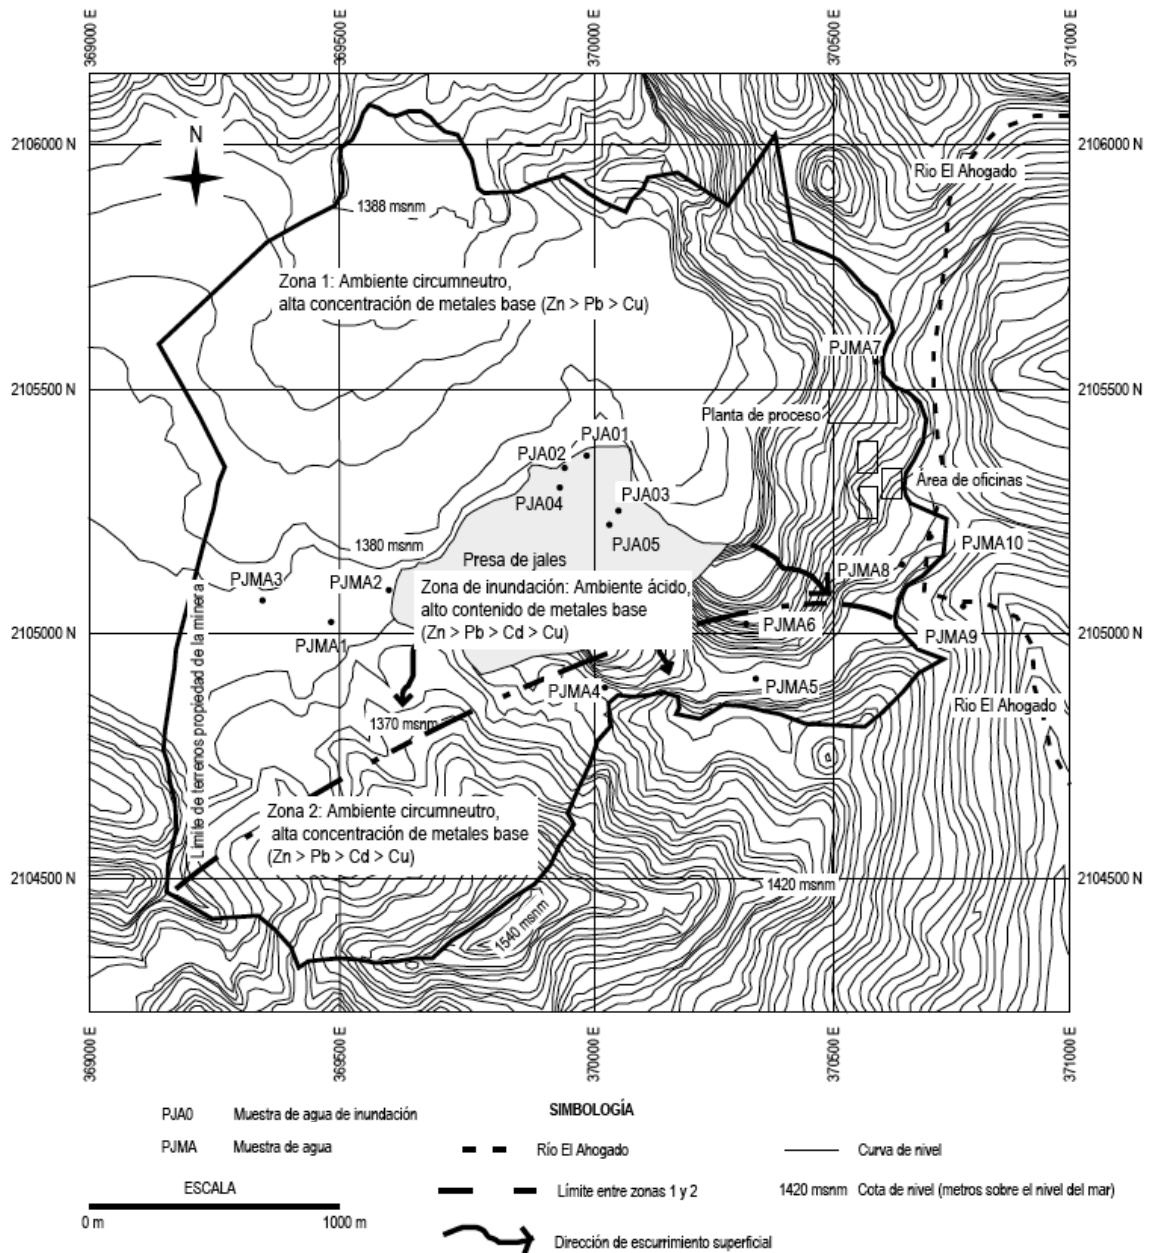 369000 E
369500 E
370000 E
370500 E
371000 E
2106000 N
2106000 N
N
Rio El Ahogado
1388 msnm
Zona 1: Ambiente circumneutro,
alta concentración de metales base (Zn > Pb > Cu)
PJMA7
2105500 N
2105500 N
Planta de proceso
PJA01
PJA02
PJA03
PJA04
PJA05
Área de oficinas
1380 msnm
Presa de jales
PJMA10
PJMA8
PJMA3
PJMA2
Zona de inundación: Ambiente ácido,
alto contenido de metales base
(Zn > Pb > Cd > Cu)
PJMA6
2105000 N
2105000 N
PJMA1
PJMA9
PJMA4
PJMA5
Rio El Ahogado
1370 msnm
Límite de terrenos propiedad de la minera
Zona 2: Ambiente circumneutro,
alta concentración de metales base
(Zn > Pb > Cd > Cu)
2104500 N
2104500 N
1420 msnm
1540 msnm
369000 E
369500 E
370000 E
370500 E
371000 E
PJA0 Muestra de agua de inundación
SIMBOLOGÍA
PJMA Muestra de agua
Río El Ahogado
Curva de nivel
ESCALA
0 m 1000 m
Límite entre zonas 1 y 2
1420 msnm Cota de nivel (metros sobre el nivel del mar)
Dirección de escurrimiento superficial